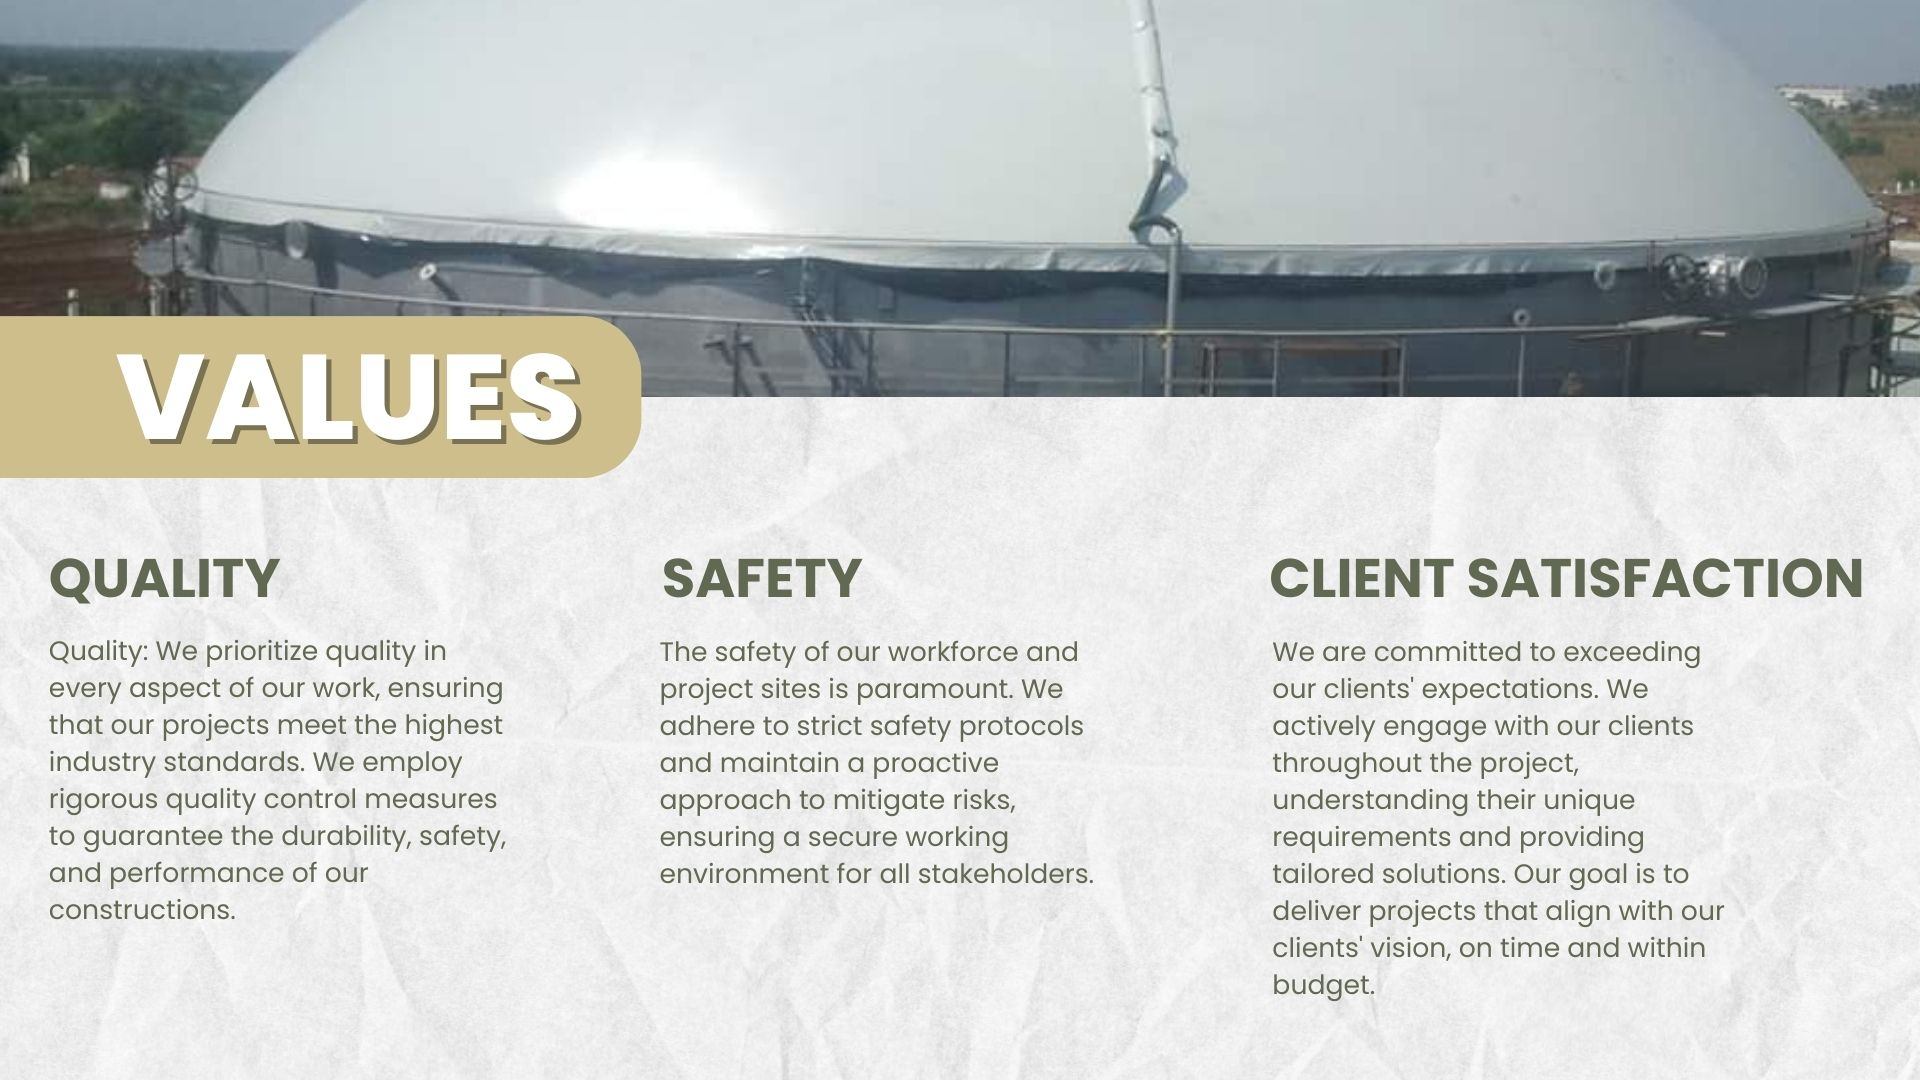 VALUES
QUALITY
Quality: We prioritize quality in
every aspect of our work, ensuring
that our projects meet the highest
industry standards. We employ
rigorous quality control measures
to guarantee the durability, safety,
and performance of our
constructions.
SAFETY
The safety of our workforce and
project sites is paramount. We
adhere to strict safety protocols
and maintain a proactive
approach to mitigate risks,
ensuring a secure working
environment for all stakeholders.
CLIENT SATISFACTION
We are committed to exceeding
our clients' expectations. We
actively engage with our clients
throughout the project,
understanding their unique
requirements and providing
tailored solutions. Our goal is to
deliver projects that align with our
clients' vision, on time and within
budget.